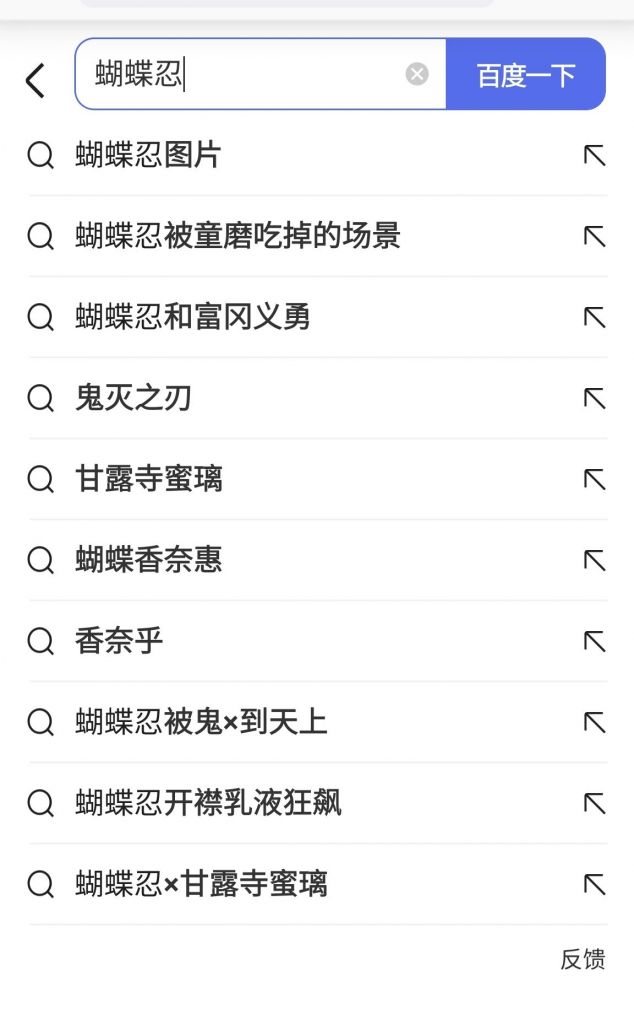 蝴蝶忍
百度一下
蝴蝶忍图片
蝴蝶忍被童磨吃掉的场景
蝴蝶忍和富冈义勇
鬼灭之刃
甘露寺蜜璃
蝴蝶香奈惠
香奈乎
蝴蝶忍被鬼×到天上
蝴蝶忍开襟乳液狂飙
蝴蝶忍×甘露寺蜜璃
反馈